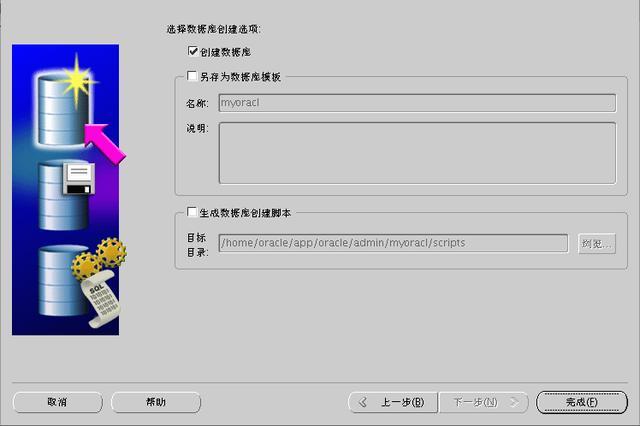 选择数据库创建选项:
创建数据库
另存为数据库模板
名称: myoracl
说明:
生成数据库创建脚本
目标
目录: /home/oracle/app/oracle/admin/myoracl/scripts 浏览...
SQL
取消 帮助 上一步(B) 下一步(N) 完成(F)